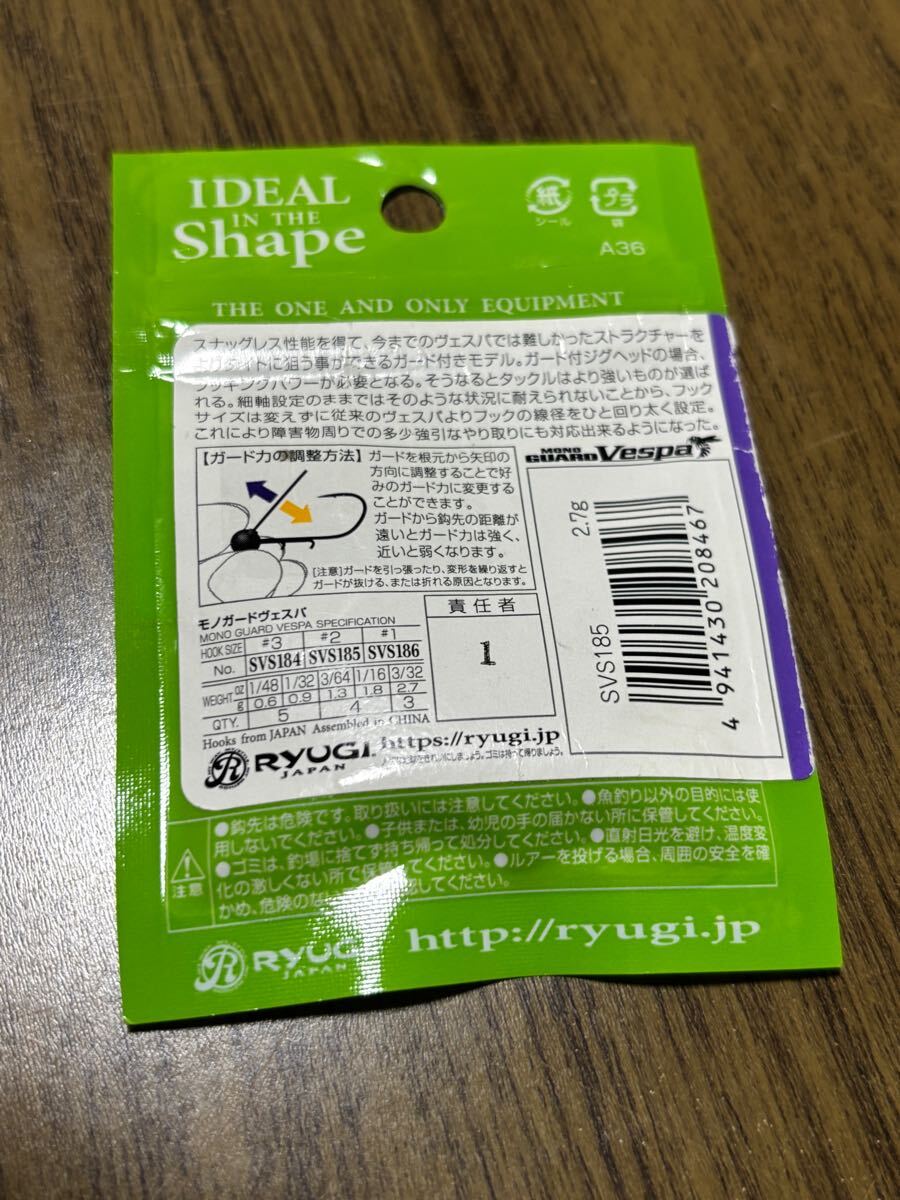 IDEAL
IN THE
Shape
紙
シール
プラ
袋
A36
THE ONE AND ONLY EQUIPMENT
スナッグレス性能を得て、今までのヴェスパでは難しかったストラクチャーを
よりタイトに狙う事ができるガード付きモデル。ガード付ジグヘッドの場合、
フッキングパワーが必要となる。そうなるとタックルはより強いものが選ば
れる。細軸設定のままではそのような状況に耐えられないことから、フック
サイズは変えずに従来のヴェスパよりフックの線径をひと回り太く設定。
これにより障害物周りでの多少強引なやり取りにも対応出来るようになった。
【ガード力の調整方法】
ガードを根元から矢印の
方向に調整することで好
みのガード力に変更する
ことができます。
ガードから鈎先の距離が
遠いとガード力は強く、
近いと弱くなります。
[注意]ガードを引っ張ったり、変形を繰り返すと
ガードが抜ける、または折れる原因となります。
MONO
GUARD Vespa
2.7g
SVS185
4 941430 208467
モノガードヴェスパ
MONO GUARD VESPA SPECIFICATION
HOOK SIZE #3 #2 #1
No. SVS184 SVS185 SVS186
WEIGHT oz 1/48 1/32 3/64 1/16 3/32
g 0.6 0.9 1.3 1.8 2.7
QTY. 5 4 3
Hooks from JAPAN Assembled in CHINA
責任者
RYUGI
JAPAN
https://ryugi.jp
ゴミは持って帰りましょう。
注意
●鈎先は危険です。取り扱いには注意してください。●魚釣り以外の目的には使
用しないでください。●子供または、幼児の手の届かない所に保管してください。
●ゴミは、釣場に捨てず持ち帰って処分してください。●直射日光を避け、温度変
化の激しくない所で保管してください。●ルアーを投げる場合、周囲の安全を確
かめ、危険のな してください。
RYUGI
JAPAN
http://ryugi.jp